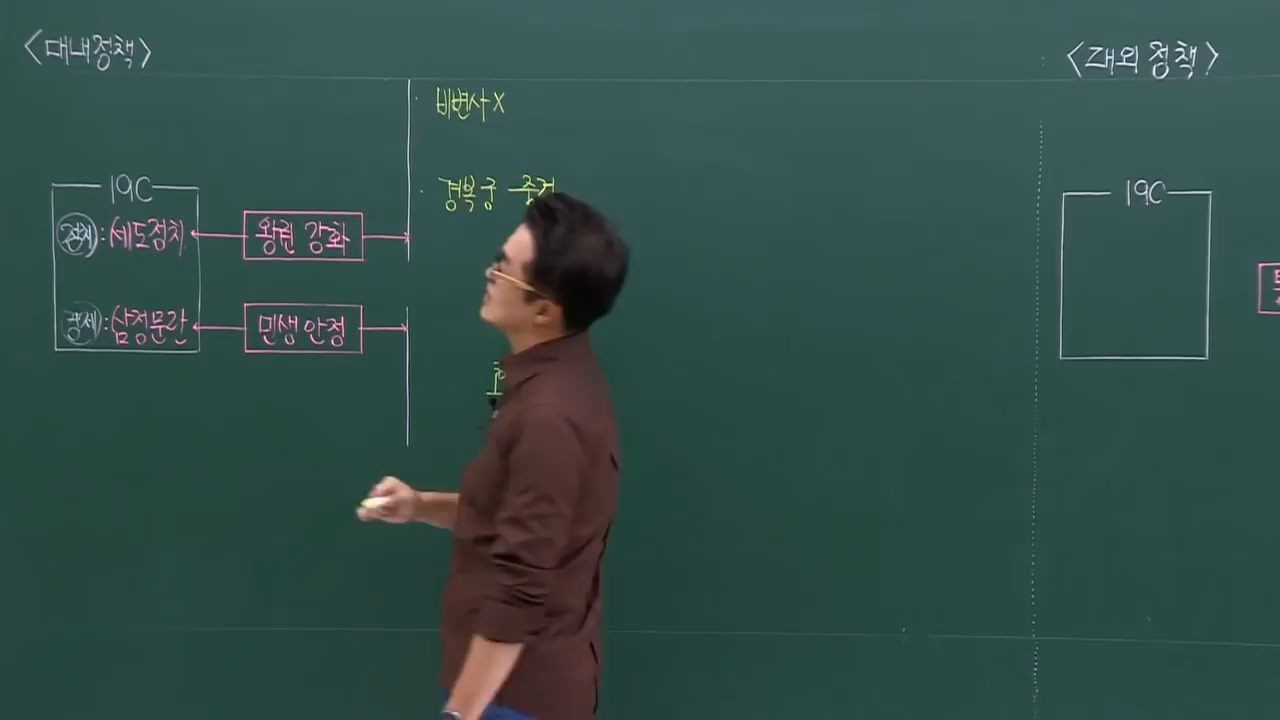 <대내정책>
<대외정책>
비변사X
19C
경복궁 중건
19C
정치:세도정치
왕권 강화
경제:삼정문란
민생안정